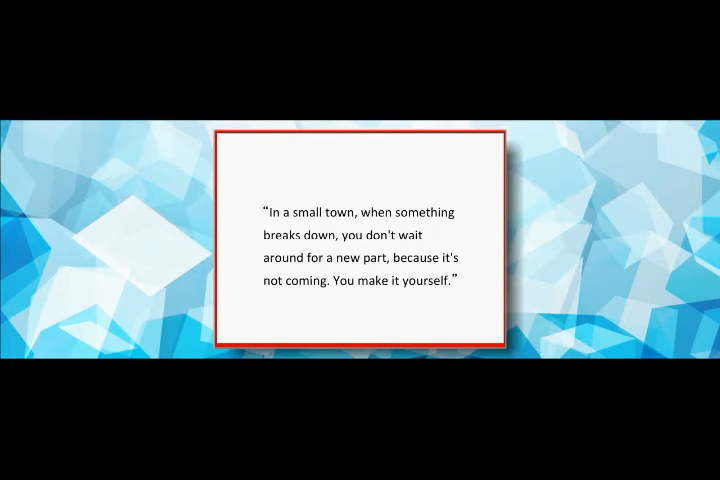 “In a small town, when something
breaks down, you don't wait
around for a new part, because it's
not coming. You make it yourself.”